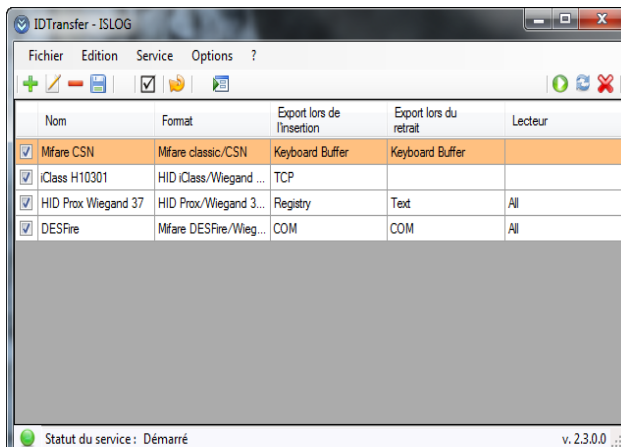 IDTransfer - ISLOG
Fichier Edition Service Options ?
Nom Format Export lors de l'insertion Export lors du retrait Lecteur
Mifare CSN Mifare classic/CSN Keyboard Buffer Keyboard Buffer
iClass H10301 HID iClass/Wiegand ... TCP
HID Prox Wiegand 37 HID Prox/Wiegand 3... Registry Text All
DESFire Mifare DESFire/Wieg... COM COM All
Statut du service : Démarré v. 2.3.0.0